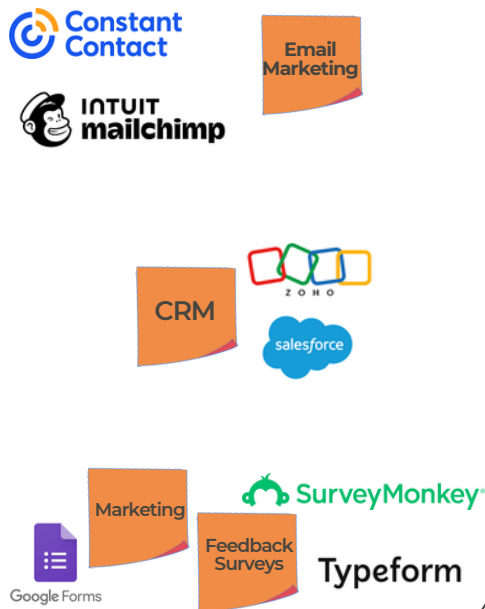 Constant
Contact
Email
Marketing
INTUIT
mailchimp
ZOHO
CRM
salesforce
SurveyMonkey
Marketing
Feedback
Surveys
Typeform
Google Forms